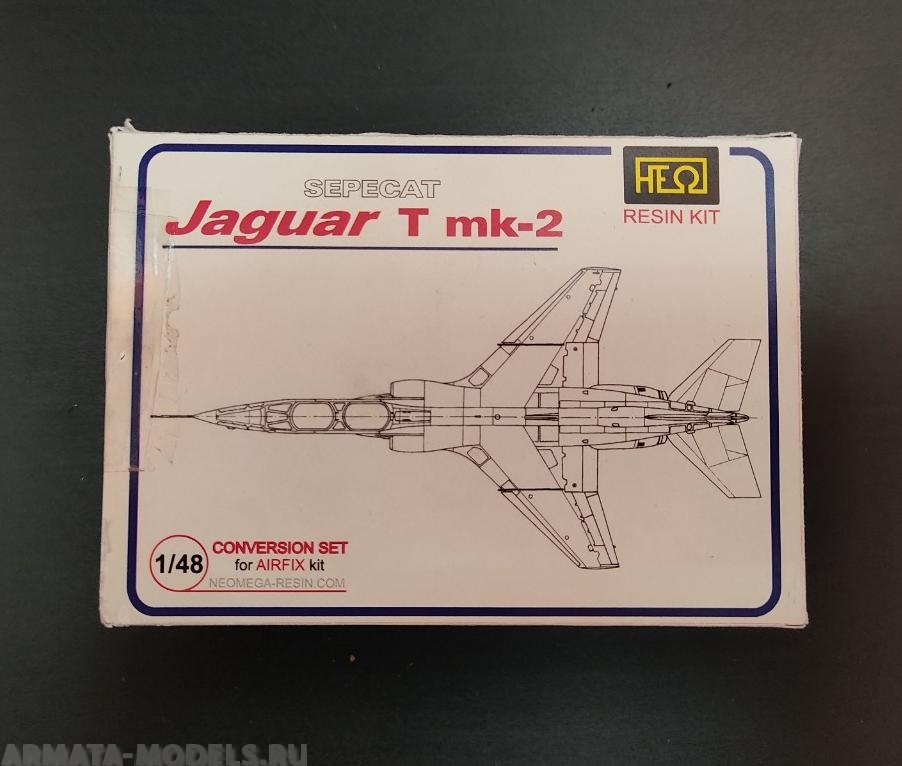 SEPECAT
Jaguar T mk-2
НЕΩ
RESIN KIT
1/48
CONVERSION SET
for AIRFIX kit
NEOMEGA-RESIN.COM
ARMATA-MODELS.RU